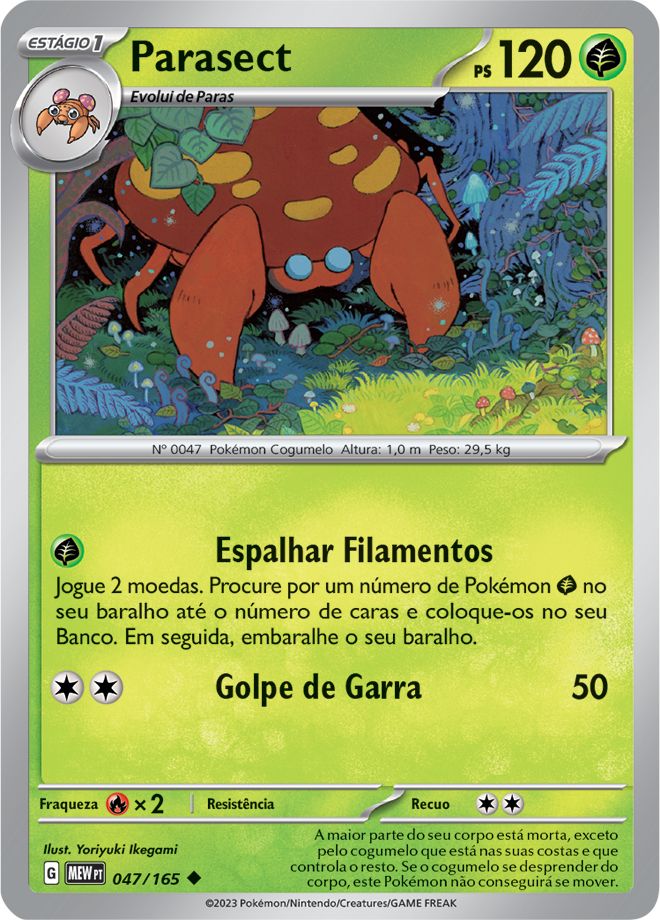 ESTÁGIO 1
Parasect
PS 120
Evolui de Paras
Nº 0047 Pokémon Cogumelo Altura: 1,0 m Peso: 29,5 kg
Espalhar Filamentos
Jogue 2 moedas. Procure por um número de Pokémon no
seu baralho até o número de caras e coloque-os no seu
Banco. Em seguida, embaralhe o seu baralho.
Golpe de Garra 50
Fraqueza × 2 Resistência Recuo
Ilust. Yoriyuki Ikegami
G MEW PT 047/165
A maior parte do seu corpo está morta, exceto
pelo cogumelo que está nas suas costas e que
controla o resto. Se o cogumelo se desprender do
corpo, este Pokémon não conseguirá se mover.
©2023 Pokémon/Nintendo/Creatures/GAME FREAK